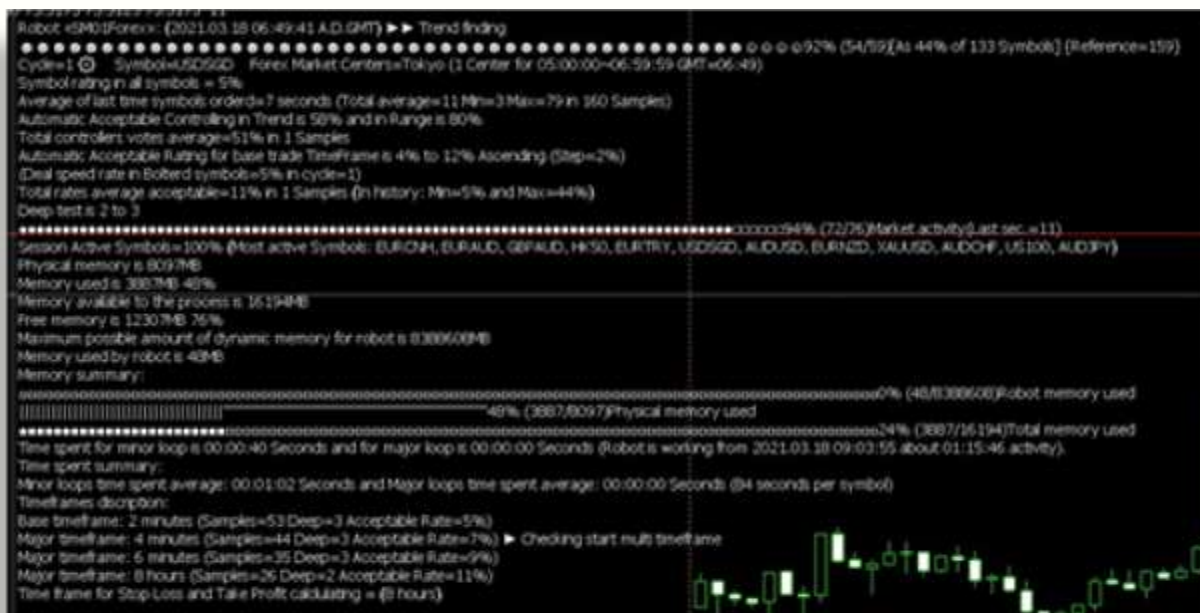 Robot «SM01Forex»: (2021.03.18 06:49:41 A.D.GMT) ►► Trend finding
92% (54/59)[As 44% of 133 Symbols] {Reference=159}
Cycle=1 Symbol=USDSGD Forex Market Centers=Tokyo (1 Center for 05:00:00~06:59:59 GMT=06:49)
Symbol rating in all symbols = 5%
Average of last time symbols orderd=7 seconds (Total average=11 Min=3 Max=79 in 160 Samples)
Automatic Acceptable Controlling in Trend is 58% and in Range is 80%
Total controllers votes average=51% in 1 Samples
Automatic Acceptable Rating for base trade TimeFrame is 4% to 12% Ascending (Step=2%)
(Deal speed rate in Bolterd symbols=5% in cycle=1)
Total rates average acceptable=11% in 1 Samples (In history: Min=5% and Max=44%)
Deep test is 2 to 3
94% (72/76)Market activity(Last sec.=11)
Session Active Symbols=100% (Most active Symbols: EURCNH, EURAUD, GBPAUD, HK50, EURTRY, USDSGD, AUDUSD, EURNZD, XAUUSD, AUDCHF, US100, AUDJPY)
Physical memory is 8097MB
Memory used is 3887MB 48%
Memory available to the process is 16194MB
Free memory is 12307MB 76%
Maximum possible amount of dynamic memory for robot is 8388608MB
Memory used by robot is 48MB
Memory summary:
0% (48/8388608)Robot memory used
48% (3887/8097)Physical memory used
24% (3887/16194)Total memory used
Time spent for minor loop is 00:00:40 Seconds and for major loop is 00:00:00 Seconds (Robot is working from 2021.03.18 09:03:55 about 01:15:46 activity).
Time spent summary:
Minor loops time spent average: 00:01:02 Seconds and Major loops time spent average: 00:00:00 Seconds (84 seconds per symbol)
Timeframes discription:
Base timeframe: 2 minutes (Samples=53 Deep=3 Acceptable Rate=5%)
Major timeframe: 4 minutes (Samples=44 Deep=3 Acceptable Rate=7%) ► Checking start multi timeframe
Major timeframe: 6 minutes (Samples=35 Deep=3 Acceptable Rate=9%)
Major timeframe: 8 hours (Samples=26 Deep=2 Acceptable Rate=11%)
Time frame for Stop Loss and Take Profit caldulating = (8 hours)